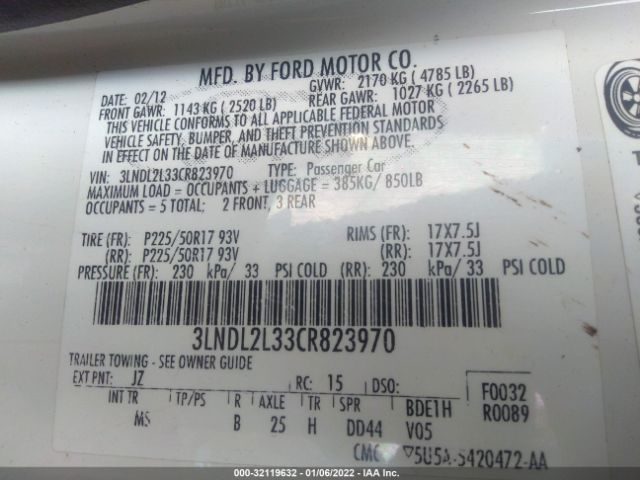 MFD. BY FORD MOTOR CO.
DATE: 02/12 GVWR: 2170 KG ( 4785 LB)
FRONT GAWR: 1143 KG ( 2520 LB) REAR GAWR: 1027 KG ( 2265 LB)
THIS VEHICLE CONFORMS TO ALL APPLICABLE FEDERAL MOTOR
VEHICLE SAFETY, BUMPER, AND THEFT PREVENTION STANDARDS
IN EFFECT ON THE DATE OF MANUFACTURE SHOWN ABOVE.
VIN: 3LNDL2L33CR823970 TYPE: Passenger Car
MAXIMUM LOAD = OCCUPANTS + LUGGAGE = 385KG/ 850LB
OCCUPANTS = 5 TOTAL; 2 FRONT, 3 REAR
TIRE (FR): P225/50R17 93V RIMS (FR): 17X7.5J
(RR): P225/50R17 93V (RR): 17X7.5J
PRESSURE (FR): 230 kPa/ 33 PSI COLD (RR): 230 kPa/ 33 PSI COLD
3LNDL2L33CR823970
TRAILER TOWING - SEE OWNER GUIDE
EXT PNT: JZ RC: 15 DSO: F0032
INT TR TP/PS R AXLE TR SPR BDE1H R0089
MS B 25 H DD44 V05
CMC 5U5A-5420472-AA
000-32119632 - 01/06/2022 - IAA, Inc.